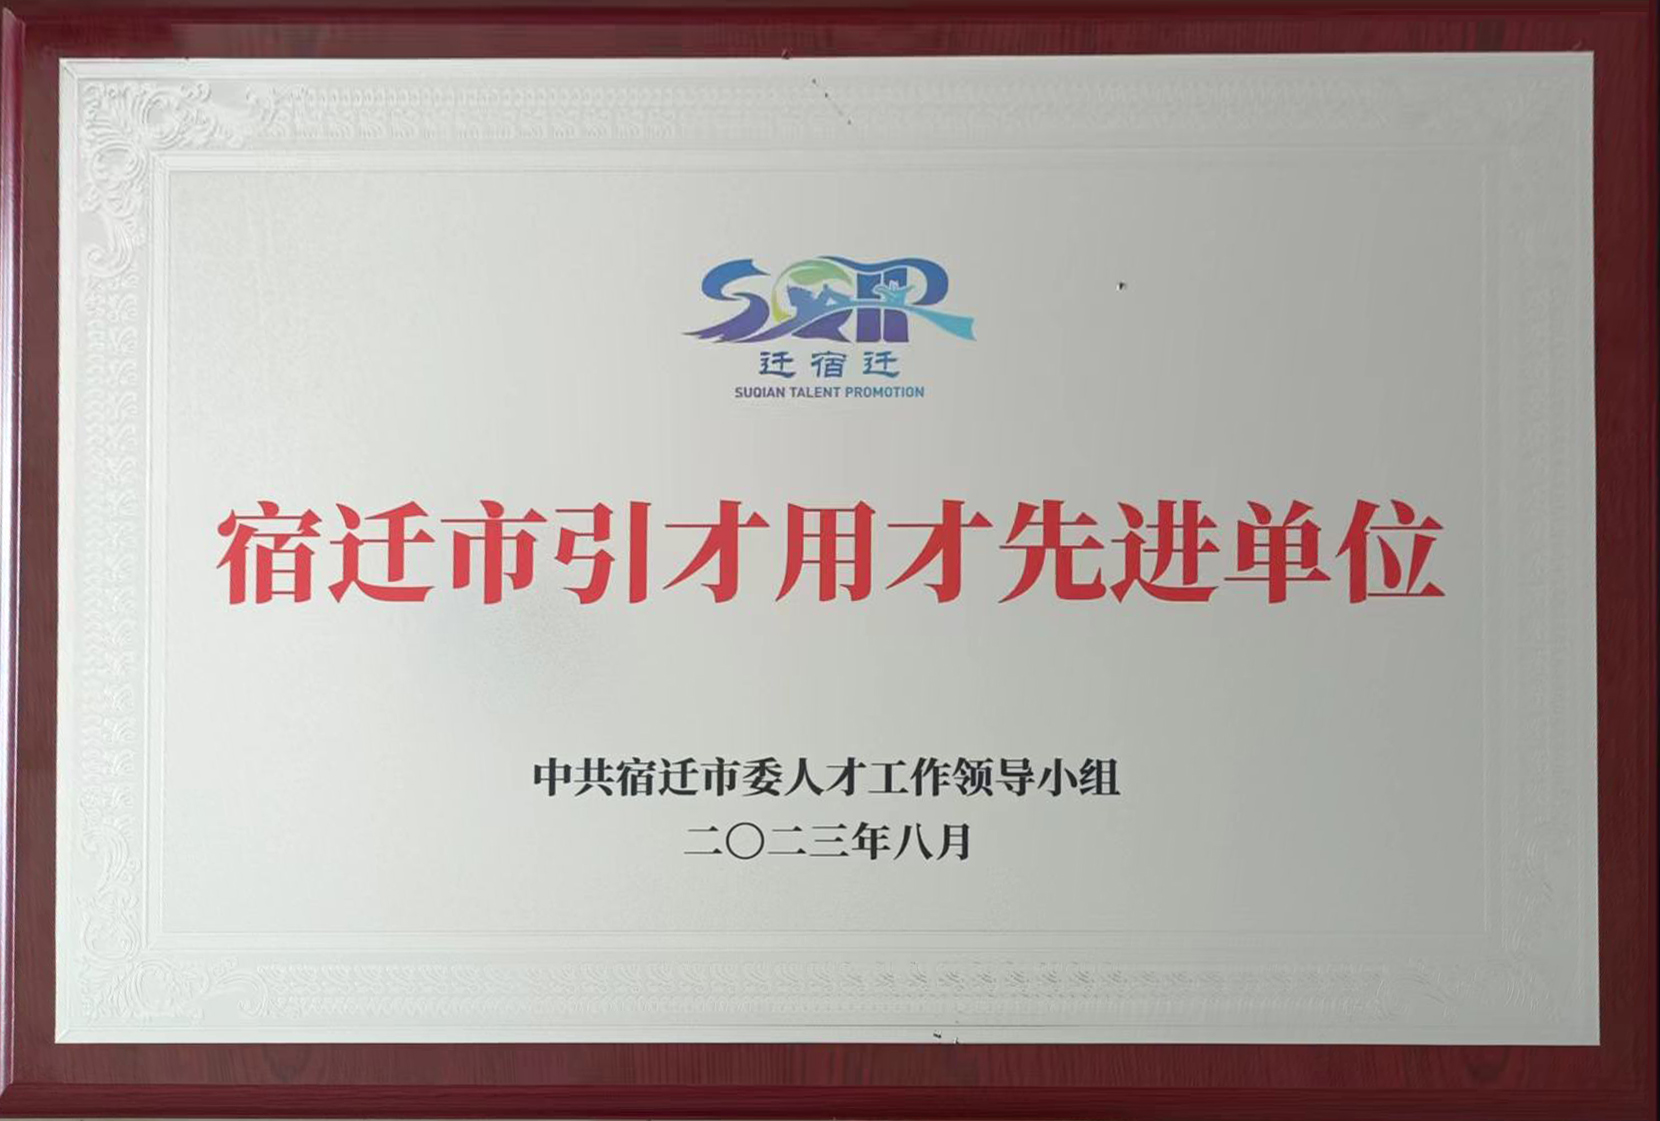 SQHR
迁宿迁
SUQIAN TALENT PROMOTION
宿迁市引才用才先进单位
中共宿迁市委人才工作领导小组
二〇二三年八月